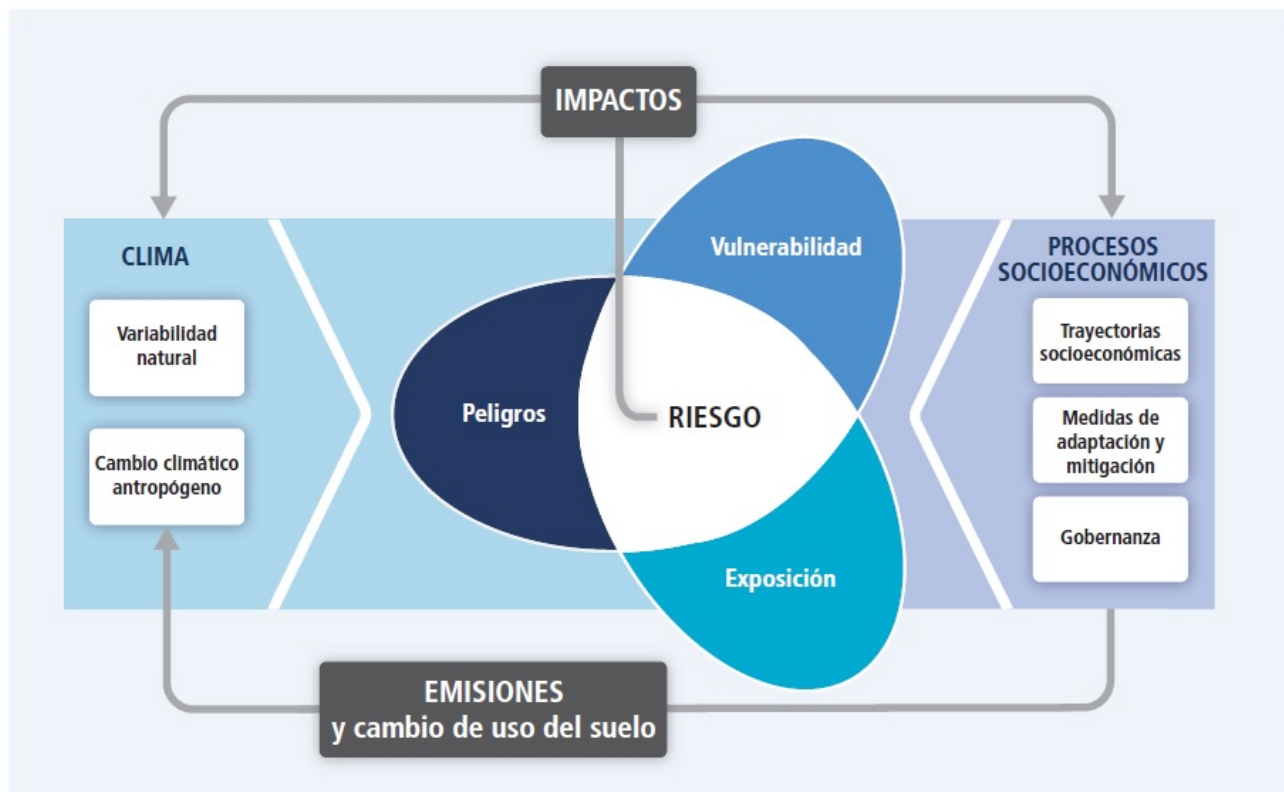 IMPACTOS
CLIMA
Variabilidad
natural
Cambio climático
antropógeno
Vulnerabilidad
Peligros
RIESGO
Exposición
PROCESOS
SOCIOECONÓMICOS
Trayectorias
socioeconómicas
Medidas de
adaptación y
mitigación
Gobernanza
EMISIONES
y cambio de uso del suelo